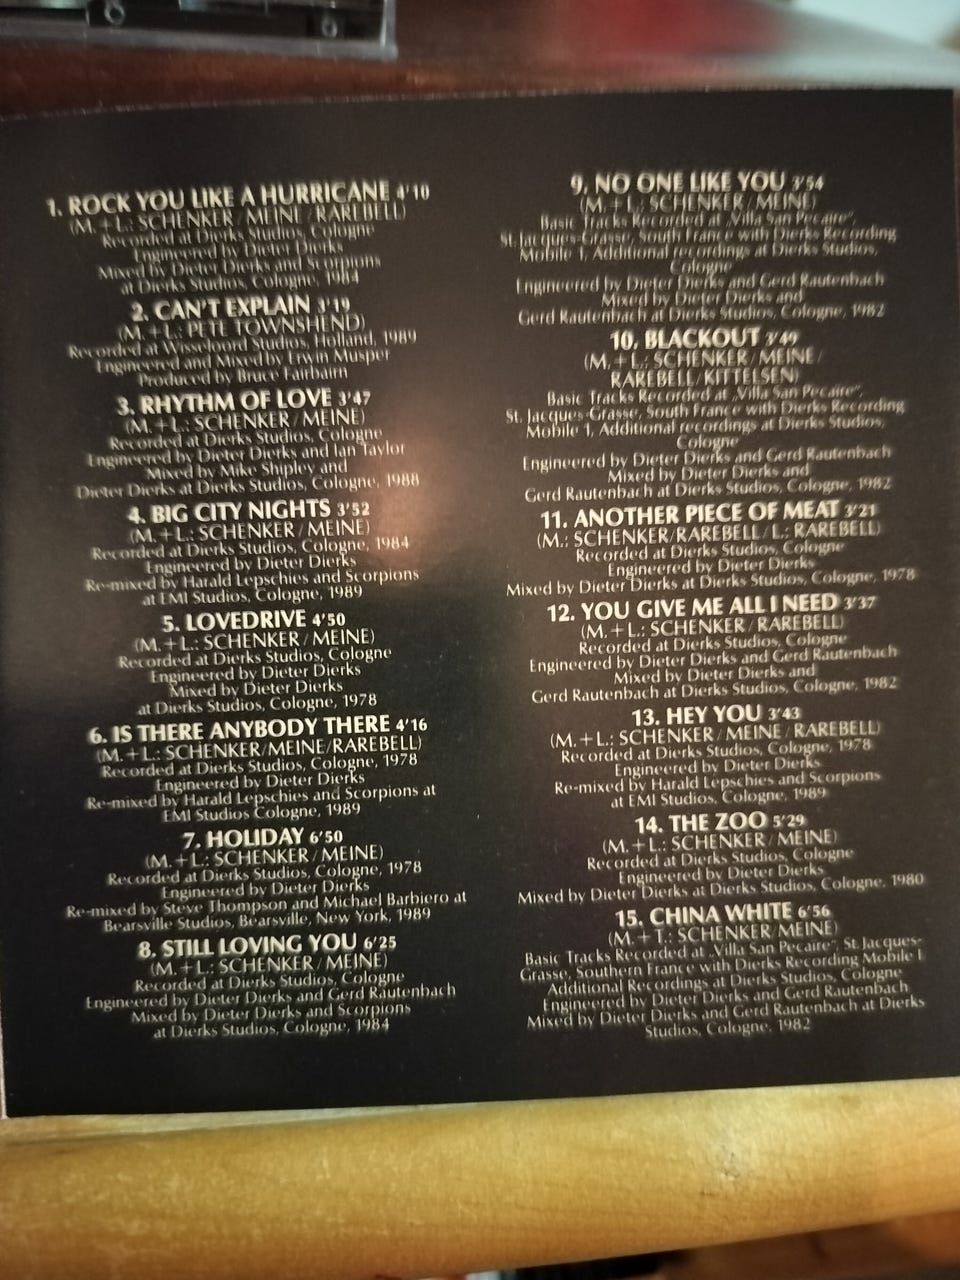 1. ROCK YOU LIKE A HURRICANE 4'10
(M. + L.: SCHENKER / MEINE / RAREBELL)
Recorded at Dierks Studios, Cologne
Engineered by Dieter Dierks
Mixed by Dieter Dierks and Scorpions
at Dierks Studios, Cologne, 1984
2. CAN'T EXPLAIN 3'19
(M. + L.: PETE TOWNSHEND)
Recorded at Wisseloord Studios, Holland, 1989
Engineered and Mixed by Erwin Musper
Produced by Bruce Fairbairn
3. RHYTHM OF LOVE 3'47
(M. + L.: SCHENKER / MEINE)
Recorded at Dierks Studios, Cologne
Engineered by Dieter Dierks and Ian Taylor
Mixed by Mike Shipley and
Dieter Dierks at Dierks Studios, Cologne, 1988
4. BIG CITY NIGHTS 3'52
(M. + L.: SCHENKER / MEINE)
Recorded at Dierks Studios, Cologne, 1984
Engineered by Dieter Dierks
Re-mixed by Harald Lepschies and Scorpions
at EMI Studios, Cologne, 1989
5. LOVEDRIVE 4'50
(M. + L.: SCHENKER / MEINE)
Recorded at Dierks Studios, Cologne
Engineered by Dieter Dierks
Mixed by Dieter Dierks
at Dierks Studios, Cologne, 1978
6. IS THERE ANYBODY THERE 4'16
(M. + L.: SCHENKER/MEINE/RAREBELL)
Recorded at Dierks Studios, Cologne, 1978
Engineered by Dieter Dierks
Re-mixed by Harald Lepschies and Scorpions at
EMI Studios Cologne, 1989
7. HOLIDAY 6'50
(M. + L.: SCHENKER / MEINE)
Recorded at Dierks Studios, Cologne, 1978
Engineered by Dieter Dierks
Re-mixed by Steve Thompson and Michael Barbiero at
Bearsville Studios, Bearsville, New York, 1989
8. STILL LOVING YOU 6'25
(M. + L.: SCHENKER / MEINE)
Recorded at Dierks Studios, Cologne
Engineered by Dieter Dierks and Gerd Rautenbach
Mixed by Dieter Dierks and Scorpions
at Dierks Studios, Cologne, 1984
9. NO ONE LIKE YOU 3'54
(M. + L.: SCHENKER / MEINE)
Basic Tracks Recorded at „Villa San Pecaire",
St. Jacques-Grasse, South France with Dierks Recording
Mobile 1, Additional recordings at Dierks Studios,
Cologne
Engineered by Dieter Dierks and Gerd Rautenbach
Mixed by Dieter Dierks and
Gerd Rautenbach at Dierks Studios, Cologne, 1982
10. BLACKOUT 3'49
(M. + L.: SCHENKER / MEINE /
RAREBELL / KITTELSEN)
Basic Tracks Recorded at „Villa San Pecaire",
St. Jacques-Grasse, South France with Dierks Recording
Mobile 1, Additional recordings at Dierks Studios,
Cologne
Engineered by Dieter Dierks and Gerd Rautenbach
Mixed by Dieter Dierks and
Gerd Rautenbach at Dierks Studios, Cologne, 1982
11. ANOTHER PIECE OF MEAT 3'21
(M.: SCHENKER/RAREBELL / L.: RAREBELL)
Recorded at Dierks Studios, Cologne
Engineered by Dieter Dierks
Mixed by Dieter Dierks at Dierks Studios, Cologne, 1978
12. YOU GIVE ME ALL I NEED 3'37
(M. + L.: SCHENKER / RAREBELL)
Recorded at Dierks Studios, Cologne
Engineered by Dieter Dierks and Gerd Rautenbach
Mixed by Dieter Dierks and
Gerd Rautenbach at Dierks Studios, Cologne, 1982
13. HEY YOU 3'43
(M. + L.: SCHENKER / MEINE / RAREBELL)
Recorded at Dierks Studios, Cologne, 1978
Engineered by Dieter Dierks
Re-mixed by Harald Lepschies and Scorpions
at EMI Studios, Cologne, 1989
14. THE ZOO 5'29
(M. + L.: SCHENKER / MEINE)
Recorded at Dierks Studios, Cologne
Engineered by Dieter Dierks
Mixed by Dieter Dierks at Dierks Studios, Cologne, 1980
15. CHINA WHITE 6'56
(M. + T.: SCHENKER/MEINE)
Basic Tracks Recorded at „Villa San Pecaire", St. Jacques-
Grasse, Southern France with Dierks Recording Mobile I
Additional Recordings at Dierks Studios, Cologne
Engineered by Dieter Dierks and Gerd Rautenbach
Mixed by Dieter Dierks and Gerd Rautenbach at Dierks
Studios, Cologne, 1982